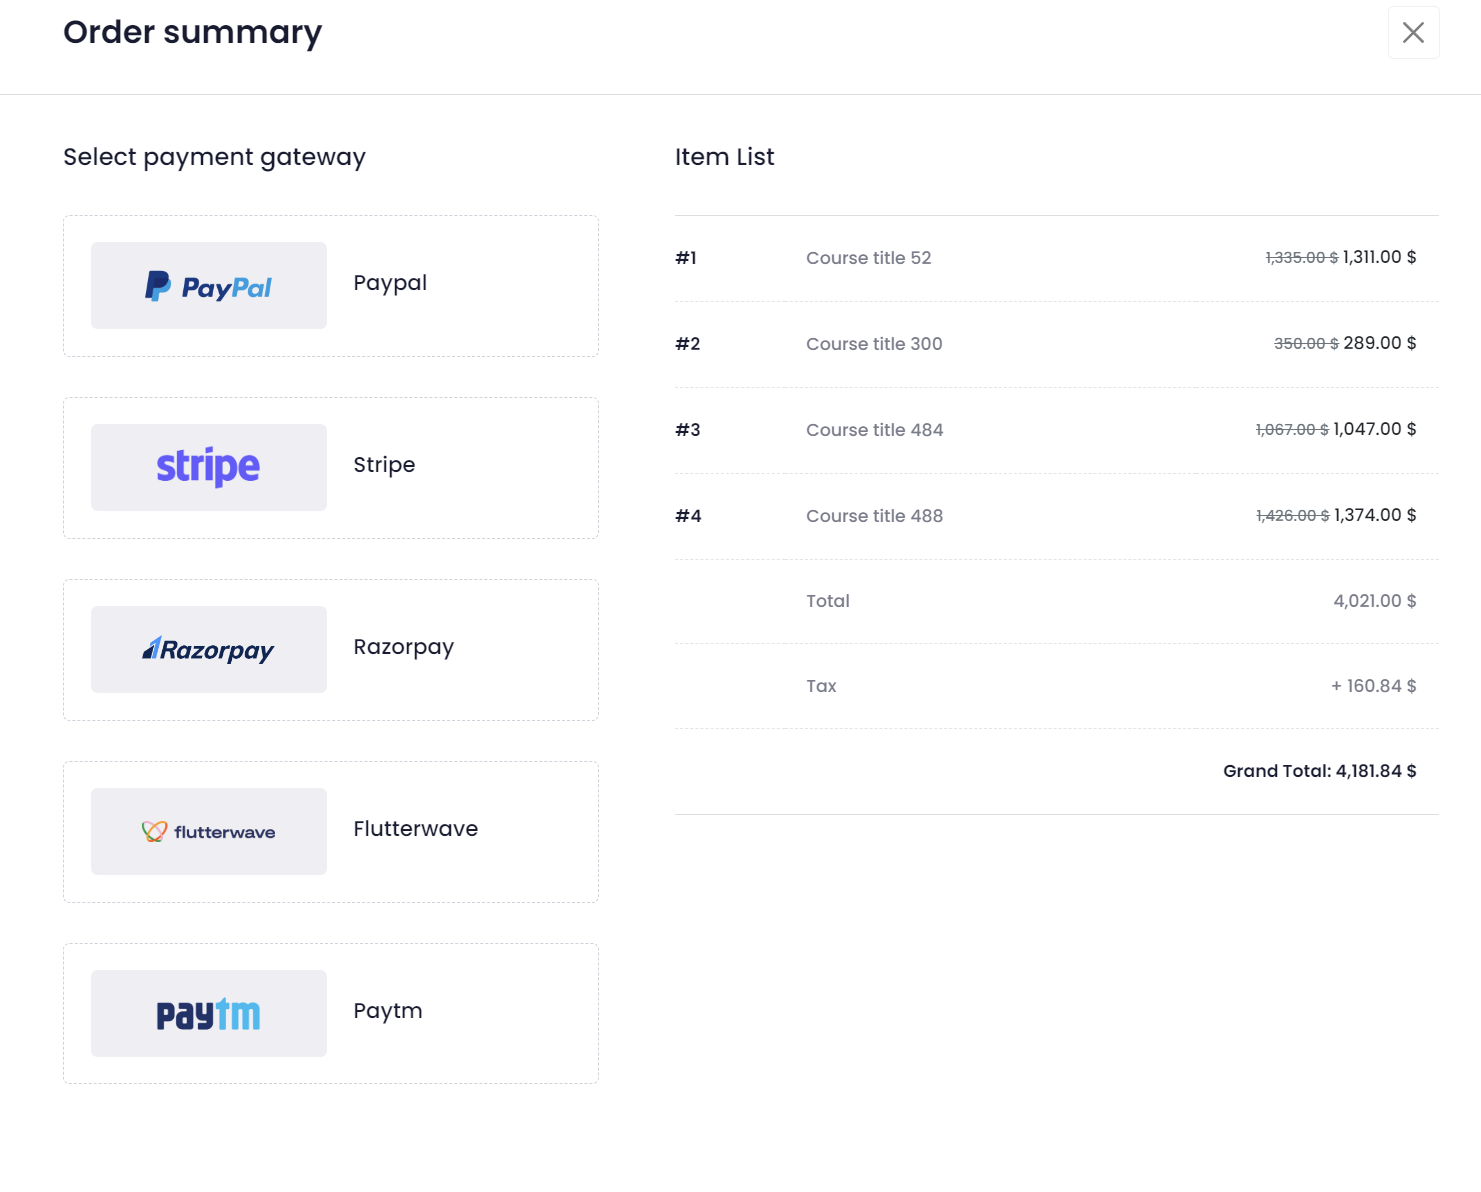 Order summary
Select payment gateway
PayPal
Paypal
stripe
Stripe
Razorpay
Razorpay
flutterwave
Flutterwave
paytm
Paytm
Item List
#1 Course title 52 1,335.00 $ 1,311.00 $
#2 Course title 300 350.00 $ 289.00 $
#3 Course title 484 1,067.00 $ 1,047.00 $
#4 Course title 488 1,426.00 $ 1,374.00 $
Total 4,021.00 $
Tax + 160.84 $
Grand Total: 4,181.84 $